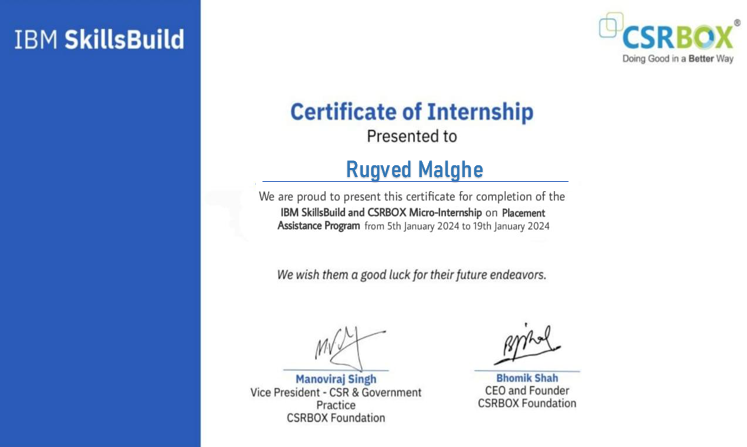 IBM SkillsBuild
CSRBOX®
Doing Good in a Better Way
Certificate of Internship
Presented to
Rugved Malghe
We are proud to present this certificate for completion of the
IBM SkillsBuild and CSRBOX Micro-Internship on Placement
Assistance Program from 5th January 2024 to 19th January 2024
We wish them a good luck for their future endeavors.
Manoviraj Singh
Vice President - CSR & Government
Practice
CSRBOX Foundation
Bhomik Shah
CEO and Founder
CSRBOX Foundation